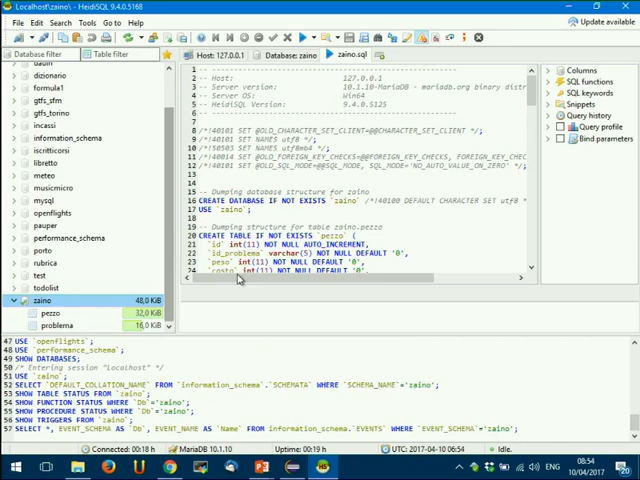 Localhost\zaino\ - HeidiSQL 9.4.0.5168
File Edit Search Tools Go to Help
Update available
Database filter Table filter Host: 127.0.0.1 Database: zaino zaino.sql
dizionario
formula1
gtfs_sfm
gtfs_torino
incassi
information_schema
iscritticorsi
libretto
meteo
musicmicro
mysql
openflights
pauper
performance_schema
porto
rubrica
test
todolist
zaino 48,0 KiB
pezzo 32,0 KiB
problema 16,0 KiB
1 -- --------------------------------------------------------
2 -- Host: 127.0.0.1
3 -- Server version: 10.1.10-MariaDB - mariadb.org binary distr
4 -- Server OS: Win64
5 -- HeidiSQL Version: 9.4.0.5125
6 -- --------------------------------------------------------
7
8 /*!40101 SET @OLD_CHARACTER_SET_CLIENT=@@CHARACTER_SET_CLIENT */;
9 /*!40101 SET NAMES utf8 */;
10 /*!50503 SET NAMES utf8mb4 */;
11 /*!40014 SET @OLD_FOREIGN_KEY_CHECKS=@@FOREIGN_KEY_CHECKS, FOREIGN_KEY_
12 /*!40101 SET @OLD_SQL_MODE=@@SQL_MODE, SQL_MODE='NO_AUTO_VALUE_ON_ZERO'
13
14
15 -- Dumping database structure for zaino
16 CREATE DATABASE IF NOT EXISTS `zaino` /*!40100 DEFAULT CHARACTER SET utf8 *
17 USE `zaino`;
18
19 -- Dumping structure for table zaino.pezzo
20 CREATE TABLE IF NOT EXISTS `pezzo` (
21 `id` int(11) NOT NULL AUTO_INCREMENT,
22 `id_problema` varchar(5) NOT NULL DEFAULT '0',
23 `peso` int(11) NOT NULL DEFAULT '0',
24 `costo` int(11) NOT NULL DEFAULT '0',
Columns
SQL functions
SQL keywords
Snippets
Query history
Query profile
Bind parameters
47 USE `openflights`;
48 USE `performance_schema`;
49 SHOW DATABASES;
50 /* Entering session "Localhost" */
51 USE `zaino`;
52 SELECT `DEFAULT_COLLATION_NAME` FROM `information_schema`.`SCHEMATA` WHERE `SCHEMA_NAME`='zaino';
53 SHOW TABLE STATUS FROM `zaino`;
54 SHOW FUNCTION STATUS WHERE `Db`='zaino';
55 SHOW PROCEDURE STATUS WHERE `Db`='zaino';
56 SHOW TRIGGERS FROM `zaino`;
57 SELECT *, EVENT_SCHEMA AS `Db`, EVENT_NAME AS `Name` FROM information_schema.`EVENTS` WHERE `EVENT_SCHEMA`='zaino';
Connected: 00:18 h MariaDB 10.1.10 Uptime: 00:19 h UTC: 2017-04-10 06:54 Idle.
08:54
10/04/2017
20